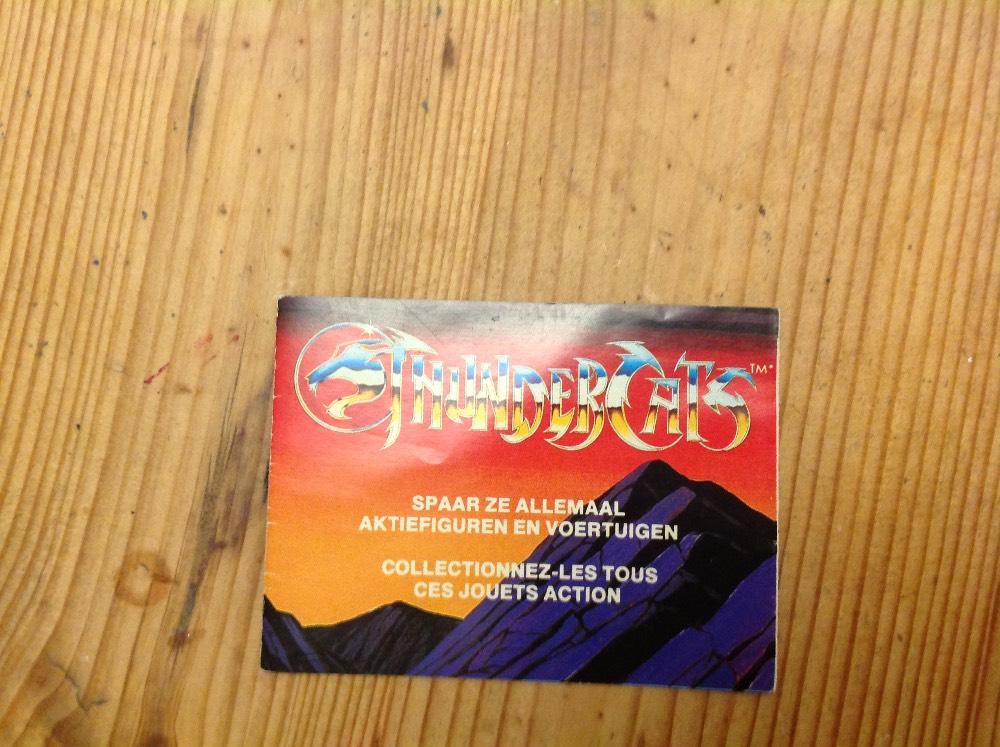 THUNDERCATS™
SPAAR ZE ALLEMAAL
AKTIEFIGUREN EN VOERTUIGEN
COLLECTIONNEZ-LES TOUS
CES JOUETS ACTION